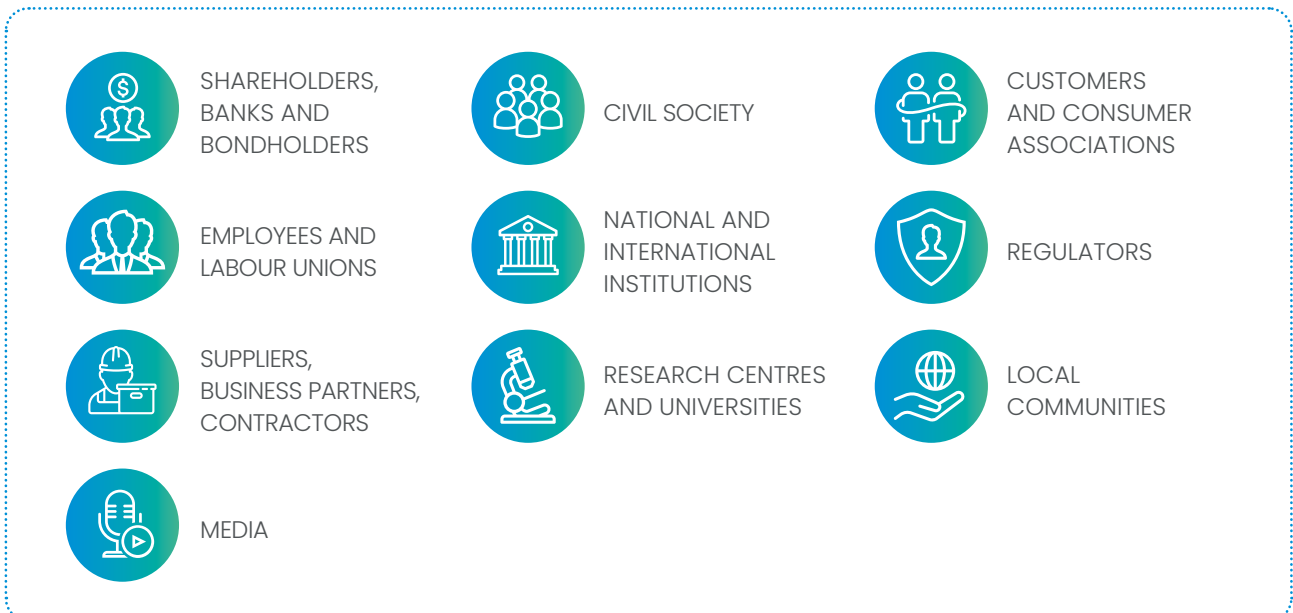 SHAREHOLDERS,
BANKS AND
BONDHOLDERS
CIVIL SOCIETY
CUSTOMERS
AND CONSUMER
ASSOCIATIONS
EMPLOYEES AND
LABOUR UNIONS
NATIONAL AND
INTERNATIONAL
INSTITUTIONS
REGULATORS
SUPPLIERS,
BUSINESS PARTNERS,
CONTRACTORS
RESEARCH CENTRES
AND UNIVERSITIES
LOCAL
COMMUNITIES
MEDIA